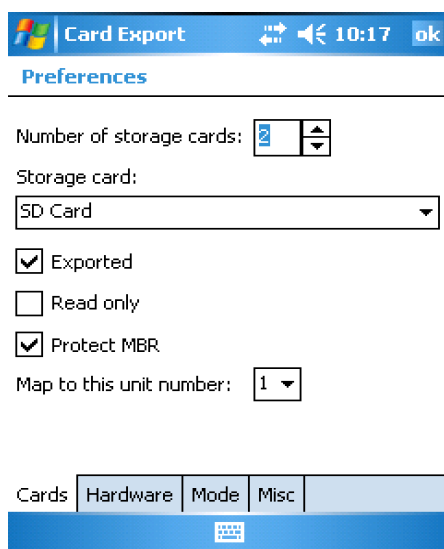 Card Export 10:17 ok
Preferences
Number of storage cards: 2
Storage card:
SD Card
Exported
Read only
Protect MBR
Map to this unit number: 1
Cards Hardware Mode Misc